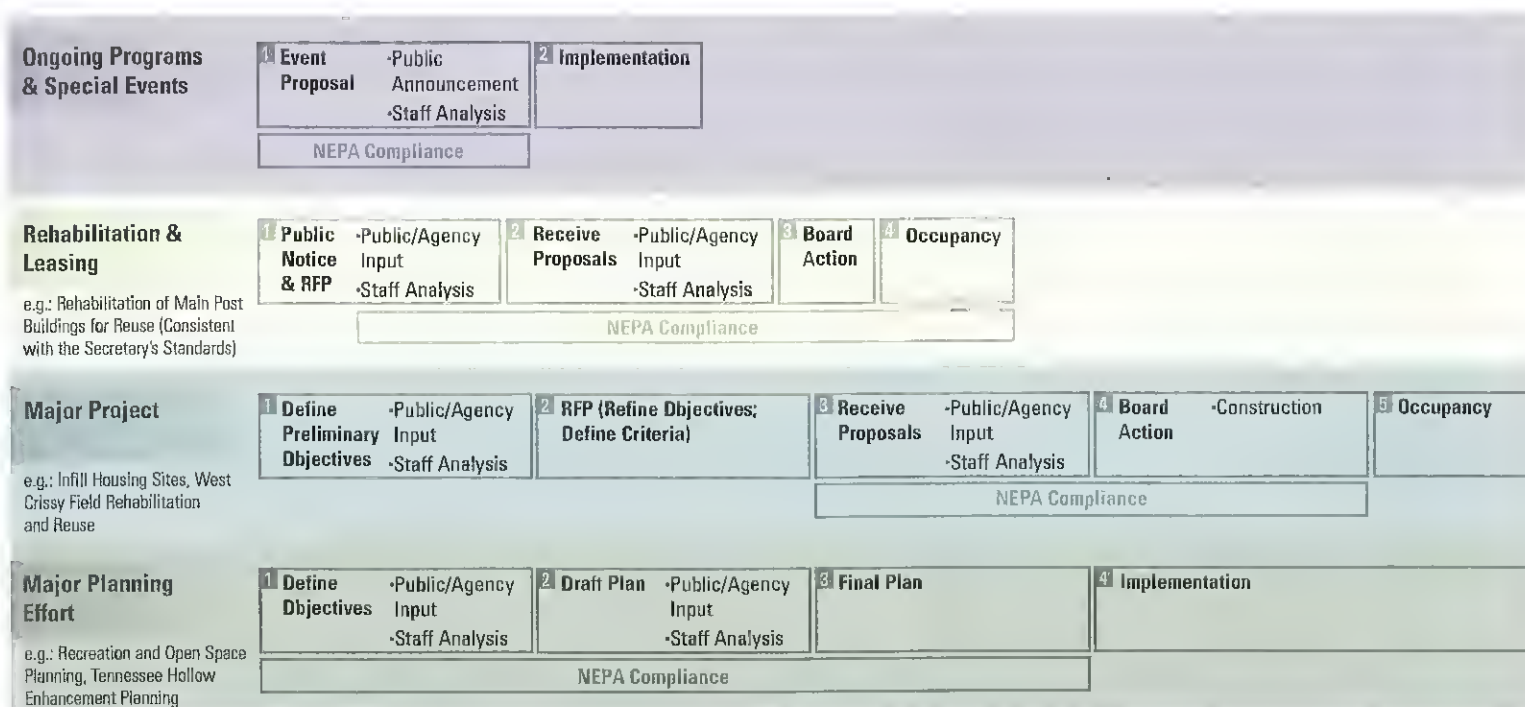 Ongoing Programs
& Special Events
1 Event
Proposal
•Public
Announcement
•Staff Analysis
2 Implementation
NEPA Compliance
Rehabilitation &
Leasing
e.g.: Rehabilitation of Main Post
Buildings for Reuse (Consistent
with the Secretary's Standards)
1 Public
Notice
& RFP
•Public/Agency
Input
•Staff Analysis
2 Receive
Proposals
•Public/Agency
Input
•Staff Analysis
3 Board
Action
4 Occupancy
NEPA Compliance
Major Project
e.g.: Infill Housing Sites, West
Crissy Field Rehabilitation
and Reuse
1 Define
Preliminary
Objectives
•Public/Agency
Input
•Staff Analysis
2 RFP (Refine Objectives;
Define Criteria)
3 Receive
Proposals
•Public/Agency
Input
•Staff Analysis
4 Board
Action
•Construction
5 Occupancy
NEPA Compliance
Major Planning
Effort
e.g.: Recreation and Open Space
Planning, Tennessee Hollow
Enhancement Planning
1 Define
Objectives
•Public/Agency
Input
•Staff Analysis
2 Draft Plan
•Public/Agency
Input
•Staff Analysis
3 Final Plan
4 Implementation
NEPA Compliance